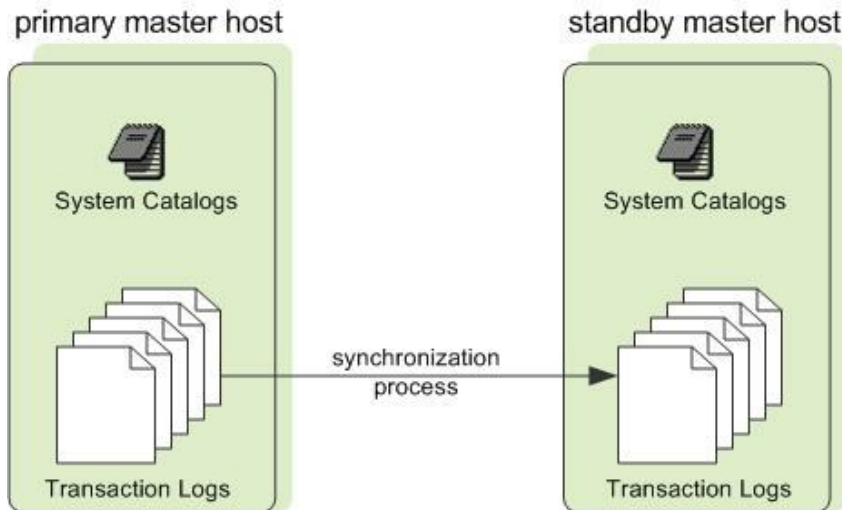 primary master host
standby master host
System Catalogs
System Catalogs
synchronization
process
Transaction Logs
Transaction Logs